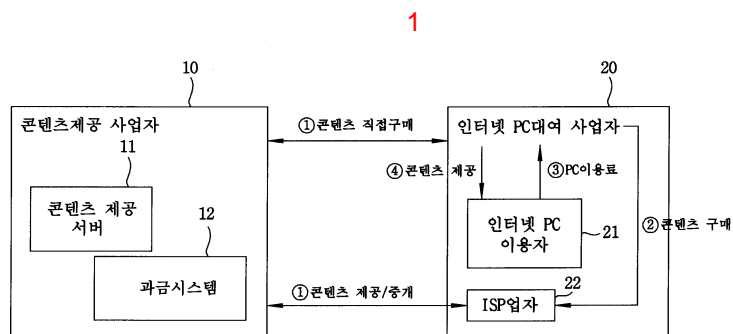 1
10
20
콘텐츠제공 사업자
①콘텐츠 직접구매
인터넷 PC대여 사업자
11
④콘텐츠 제공
③PC이용료
콘텐츠 제공
서버
12
인터넷 PC
이용자
21
②콘텐츠 구매
과금시스템
①콘텐츠 제공/중개
22
ISP업자